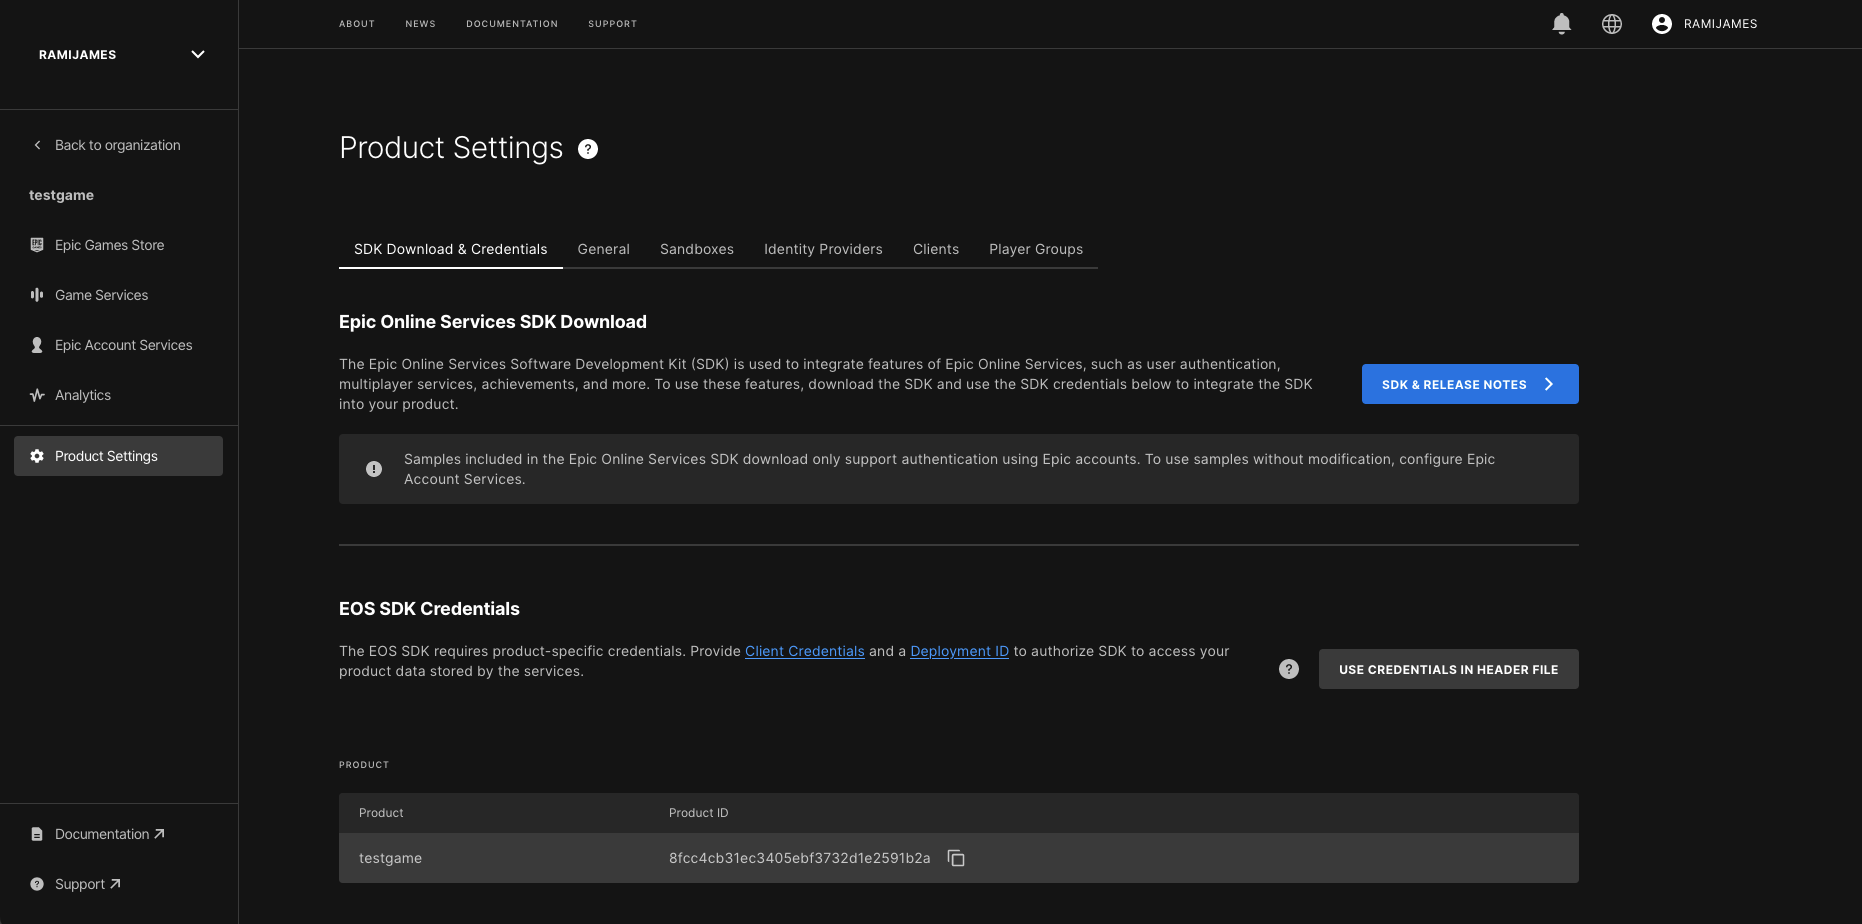 RAMIJAMES
ABOUT
NEWS
DOCUMENTATION
SUPPORT
RAMIJAMES
Back to organization
testgame
Epic Games Store
Game Services
Epic Account Services
Analytics
Product Settings
Documentation
Support
Product Settings
SDK Download & Credentials
General
Sandboxes
Identity Providers
Clients
Player Groups
Epic Online Services SDK Download
The Epic Online Services Software Development Kit (SDK) is used to integrate features of Epic Online Services, such as user authentication,
multiplayer services, achievements, and more. To use these features, download the SDK and use the SDK credentials below to integrate the SDK
into your product.
SDK & RELEASE NOTES
Samples included in the Epic Online Services SDK download only support authentication using Epic accounts. To use samples without modification, configure Epic
Account Services.
EOS SDK Credentials
The EOS SDK requires product-specific credentials. Provide Client Credentials and a Deployment ID to authorize SDK to access your
product data stored by the services.
USE CREDENTIALS IN HEADER FILE
PRODUCT
Product
Product ID
testgame
8fcc4cb31ec3405ebf3732d1e2591b2a